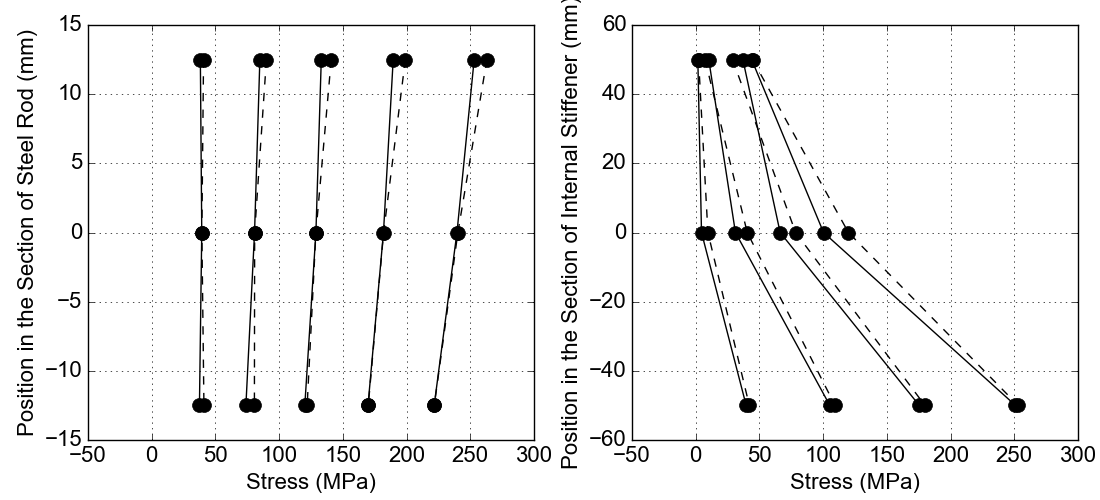 Position in the Section of Steel Rod (mm)
15
10
5
0
−5
−10
−15
−50 0 50 100 150 200 250 300
Stress (MPa)
Position in the Section of Internal Stiffener (mm)
60
40
20
0
−20
−40
−60
−50 0 50 100 150 200 250 300
Stress (MPa)